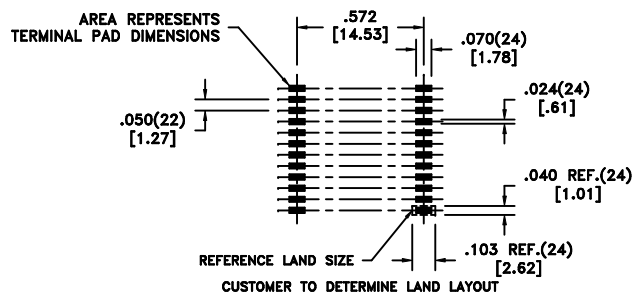 AREA REPRESENTS
TERMINAL PAD DIMENSIONS
.572
[14.53]
.070(24)
[1.78]
.024(24)
[.61]
.050(22)
[1.27]
.040 REF.(24)
[1.01]
REFERENCE LAND SIZE
.103 REF.(24)
[2.62]
CUSTOMER TO DETERMINE LAND LAYOUT